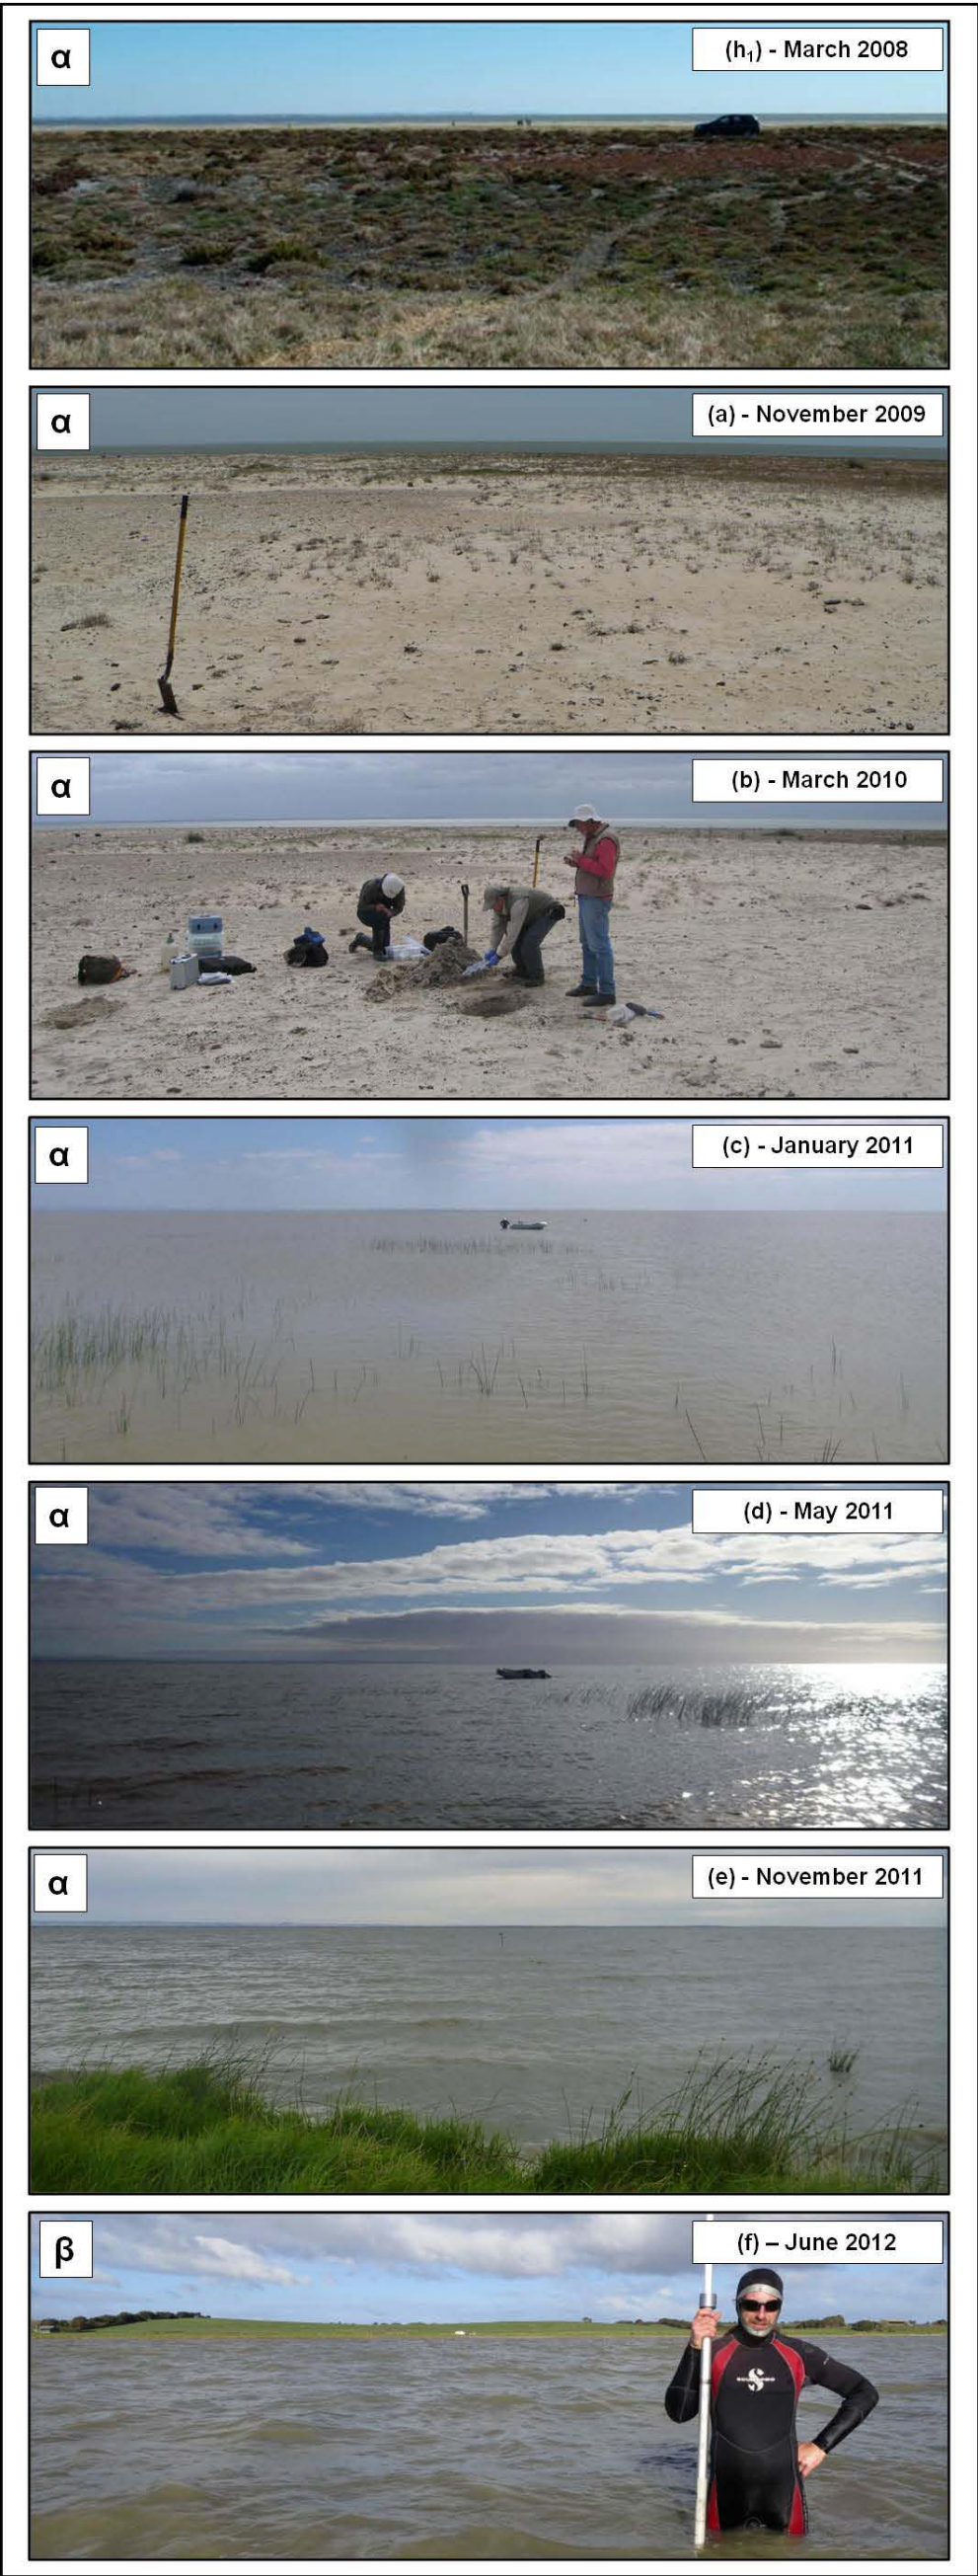 α
(h₁) - March 2008
α
(a) - November 2009
α
(b) - March 2010
α
(c) - January 2011
α
(d) - May 2011
α
(e) - November 2011
β
(f) – June 2012
S